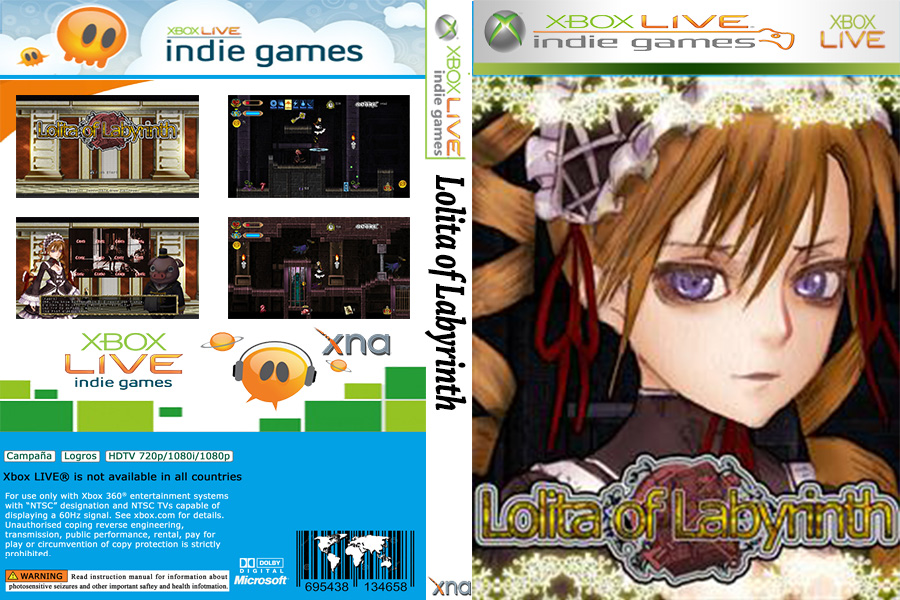 XBOX LIVE
indie games
Lolita of Labyrinth
XBOX LIVE
indie games
xna
Campaña Logros HDTV 720p/1080i/1080p
Xbox LIVE® is not available in all countries
For use only with Xbox 360® entertainment systems
with “NTSC” designation and NTSC TVs capable of
displaying a 60Hz signal. See xbox.com for details.
Unauthorised coping reverse engineering,
transmission, public performance, rental, pay for
play or circumvention of copy protection is strictly
prohibited.
WARNING Read instruction manual for information about
photosensitive seizures and other important saftey and health infotmation.
DOLBY
DIGITAL
Microsoft
695438 134658
XBOX LIVE
indie games
Lolita of Labyrinth
xna
XBOX LIVE
indie games
XBOX
LIVE
Lolita of Labyrinth